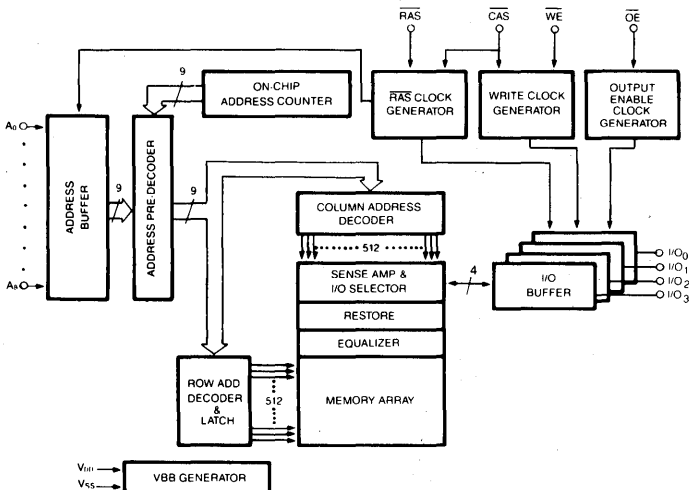 RAS CAS WE OE
9
ON-CHIP
ADDRESS COUNTER
RAS CLOCK
GENERATOR
WRITE CLOCK
GENERATOR
OUTPUT
ENABLE
CLOCK
GENERATOR
A0
A8
ADDRESS
BUFFER
9
ADDRESS PRE-DECODER
9
COLUMN ADDRESS
DECODER
512
SENSE AMP &
I/O SELECTOR
RESTORE
EQUALIZER
MEMORY ARRAY
4
I/O
BUFFER
I/O0
I/O1
I/O2
I/O3
ROW ADD
DECODER
&
LATCH
512
VDD
VSS
VBB GENERATOR